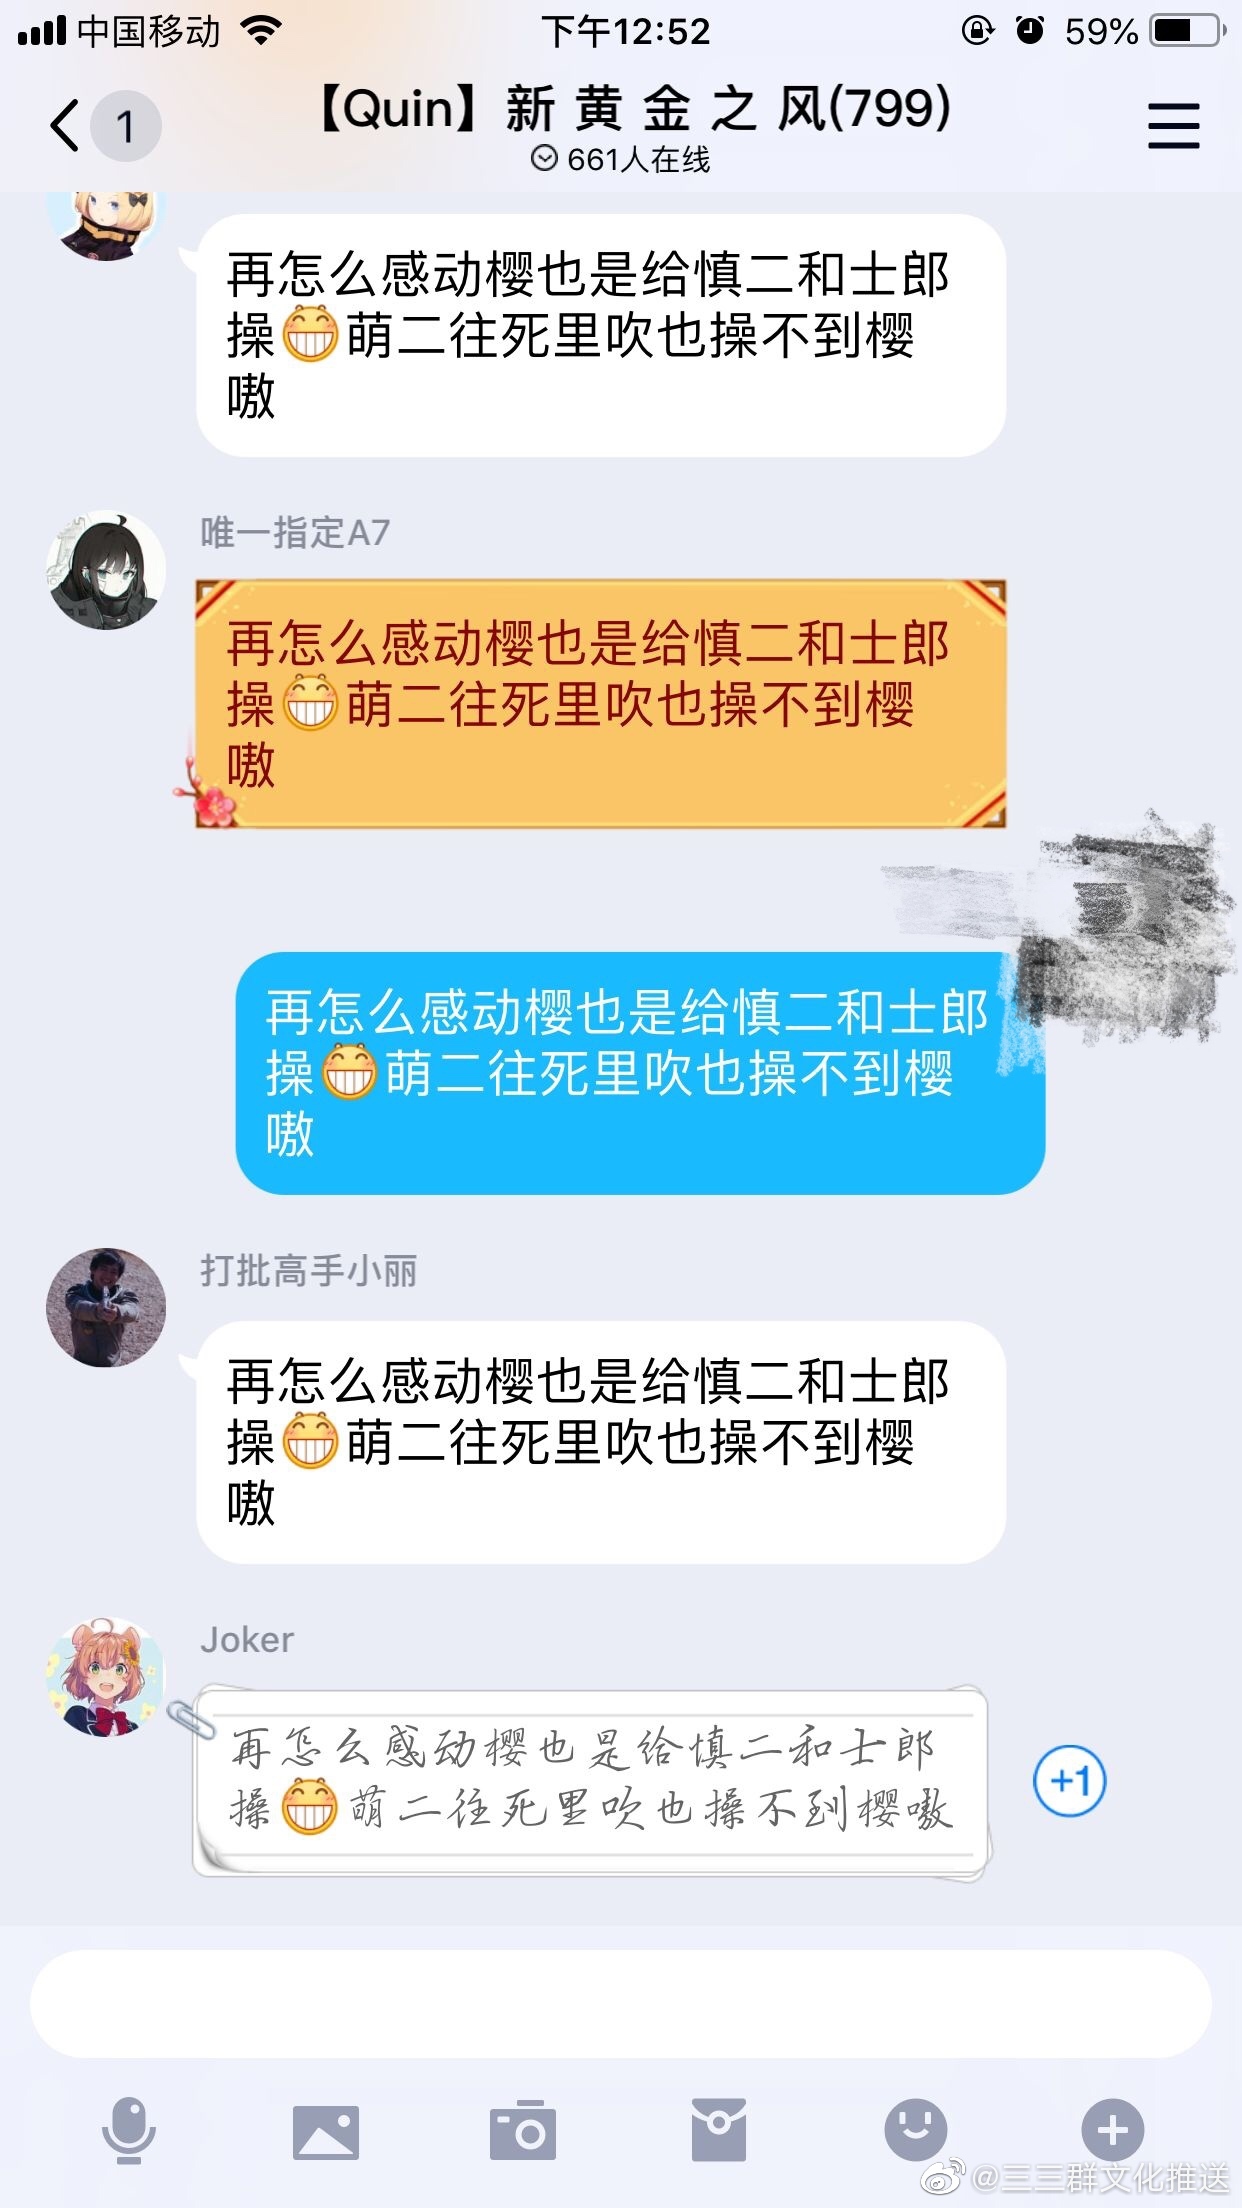 中国移动
下午12:52
59%
1
【Quin】新 黄 金 之 风(799)
661人在线
再怎么感动樱也是给慎二和士郎
操😁萌二往死里吹也操不到樱
嗷
唯一指定A7
再怎么感动樱也是给慎二和士郎
操😁萌二往死里吹也操不到樱
嗷
再怎么感动樱也是给慎二和士郎
操😁萌二往死里吹也操不到樱
嗷
打批高手小丽
再怎么感动樱也是给慎二和士郎
操😁萌二往死里吹也操不到樱
嗷
Joker
再怎么感动樱也是给慎二和士郎
操😁萌二往死里吹也操不到樱嗷
+1
@三三群文化推送